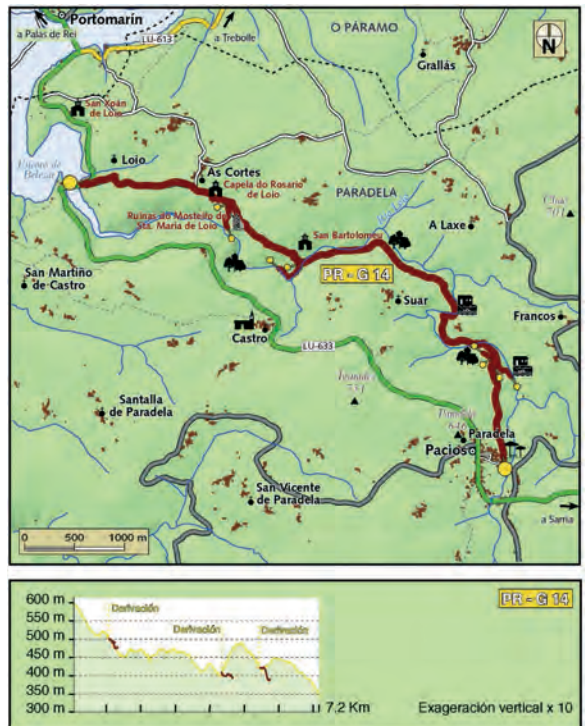 Portomarín
a Palas de Rei
a Trebolle
LU-613
O PÁRAMO
Grallás
N
San Xoán
de Loio
Loio
As Cortes
Capela do Rosario
de Loio
PARADELA
Ruinas do Mosteiro de
Sta. María de Loio
San Bartolomeu
A Laxe
PR - G 14
San Martiño
de Castro
Suar
Francos
Castro
LU-633
Santalla
de Paradela
Paradela
646
Paradela
Pacios
San Vicente
de Paradela
a Sarria
0 500 1000 m
PR - G 14
600 m
550 m
500 m
450 m
400 m
350 m
300 m
Derivación
Derivación
Derivación
7.2 Km
Exageración vertical x 10